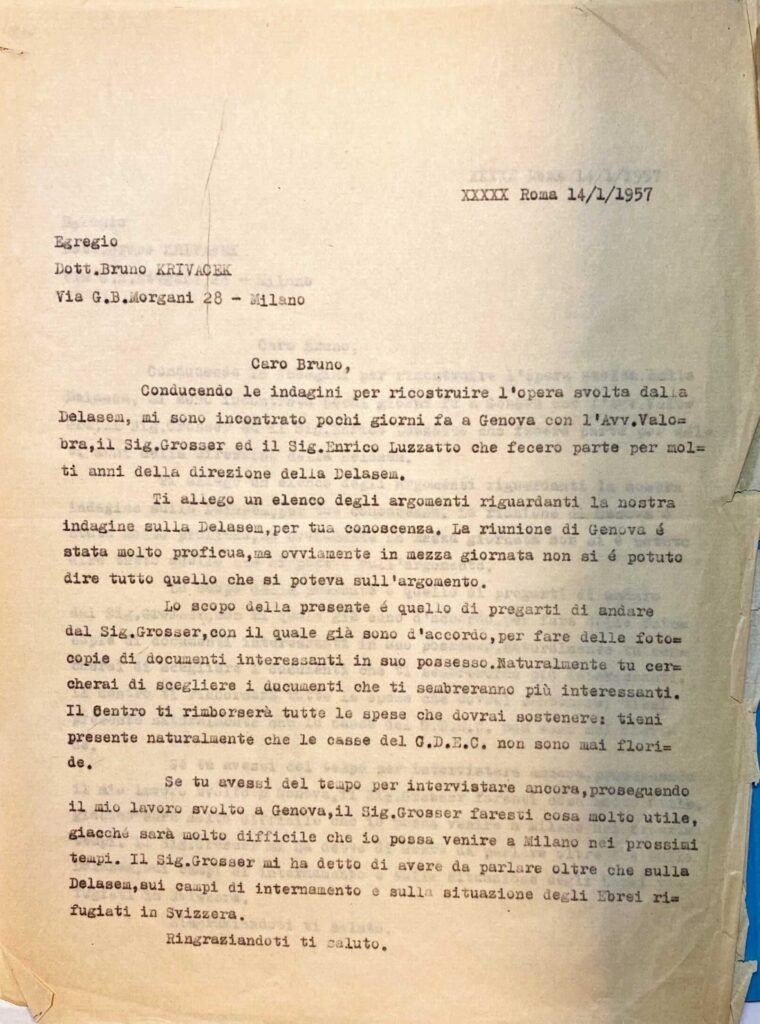 XXXXX Roma 14/1/1957
Egregio
Dott.Bruno KRIVACEK
Via G.B.Morgani 28 - Milano
Caro Bruno,
Conducendo le indagini per ricostruire l'opera svolta dalla
Delasem, mi sono incontrato pochi giorni fa a Genova con l'Avv.Valo=
bra,il Sig.Grosser ed il Sig.Enrico Luzzatto che fecero parte per mol=
ti anni della direzione della Delasem.
Ti allego un elenco degli argomenti riguardanti la nostra
indagine sulla Delasem,per tua conoscenza. La riunione di Genova é
stata molto proficua,ma ovviamente in mezza giornata non si é potuto
dire tutto quello che si poteva sull'argomento.
Lo scopo della presente é quello di pregarti di andare
dal Sig.Grosser,con il quale già sono d'accordo,per fare delle foto=
copie di documenti interessanti in suo possesso.Naturalmente tu cer=
cherai di scegliere i documenti che ti sembreranno più interessanti.
Il Centro ti rimborserà tutte le spese che dovrai sostenere: tieni
presente naturalmente che le casse del G.D.E.C. non sono mai flori=
de.
Se tu avessi del tempo per intervistare ancora,proseguendo
il mio lavoro svolto a Genova,il Sig.Grosser faresti cosa molto utile,
giacchè sarà molto difficile che io possa venire a Milano nei prossimi
tempi. Il Sig.Grosser mi ha detto di avere da parlare oltre che sulla
Delasem,sui campi di internamento e sulla situazione degli Ebrei ri=
fugiati in Svizzera.
Ringraziandoti ti saluto.